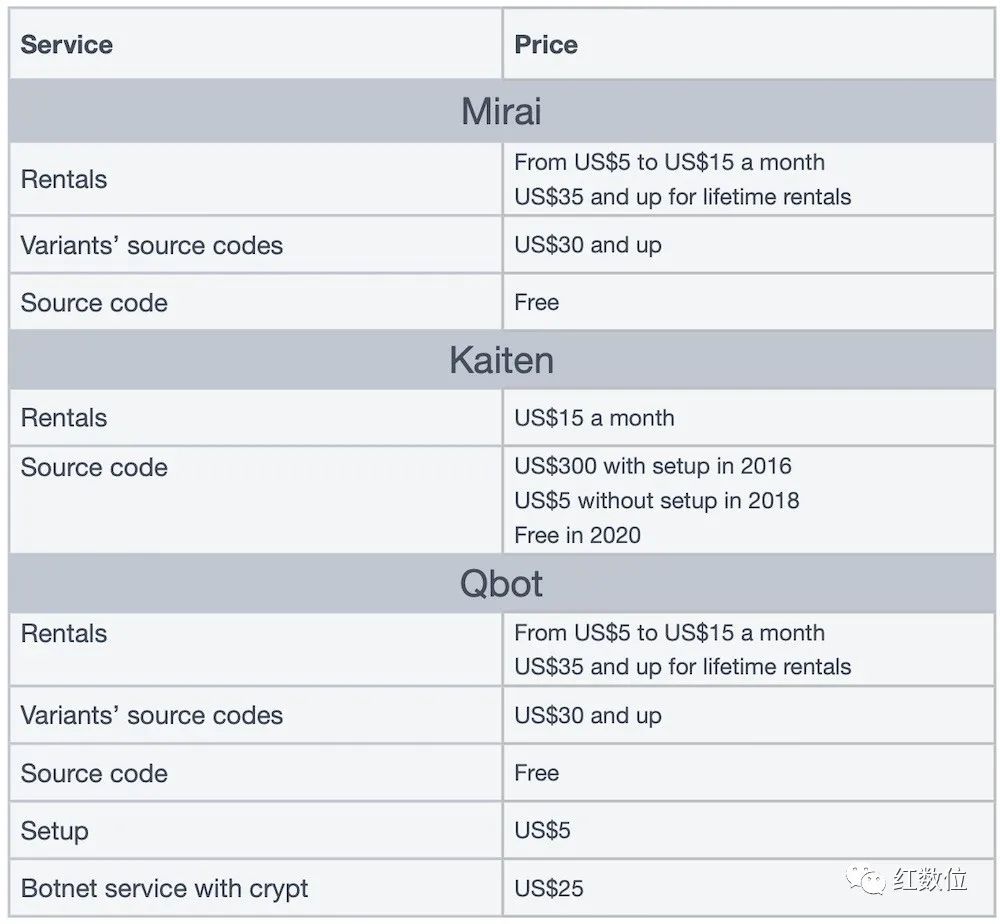 Service Price
Mirai
Rentals From US$5 to US$15 a month
US$35 and up for lifetime rentals
Variants’ source codes US$30 and up
Source code Free
Kaiten
Rentals US$15 a month
Source code US$300 with setup in 2016
US$5 without setup in 2018
Free in 2020
Qbot
Rentals From US$5 to US$15 a month
US$35 and up for lifetime rentals
Variants’ source codes US$30 and up
Source code Free
Setup US$5
Botnet service with crypt US$25
红数位